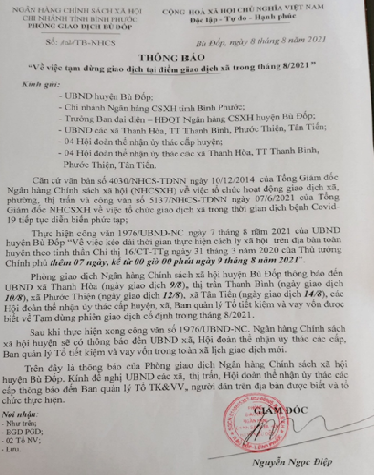 NGÂN HÀNG CHÍNH SÁCH XÃ HỘI
CHI NHÁNH TỈNH BÌNH PHƯỚC
PHÒNG GIAO DỊCH BÙ ĐỐP
CỘNG HOÀ XÃ HỘI CHỦ NGHĨA VIỆT NAM
Độc lập - Tự do – Hạnh phúc
Số: /TB-NHCS
Bù Đốp, ngày 8 tháng 8 năm 2021
THÔNG BÁO
"Về việc tạm dừng giao dịch tại điểm giao dịch xã trong tháng 8/2021"
Kính gửi:
- UBND huyện Bù Đốp;
- Chi nhánh Ngân hàng CSXH tỉnh Bình Phước;
- Trưởng Ban đại diện – HĐQT Ngân hàng CSXH huyện Bù Đốp;
- UBND các xã Thanh Hòa, TT Thanh Bình, Phước Thiện, Tân Tiến;
- 04 Hội đoàn thể nhận ủy thác cấp huyện;
- 04 Hội đoàn thể nhận ủy thác các xã Thanh Hòa, TT Thanh Bình,
Phước Thiện, Tân Tiến.
Căn cứ văn bản số 4030/NHCS-TDNN ngày 10/12/2014 của Tổng Giám đốc
Ngân hàng Chính sách xã hội (NHCSXH) về việc tổ chức hoạt động giao dịch xã,
phường, thị trấn và công văn số 5137/NHCS-TDNN ngày 07/6/2021 của Tổng
Giám đốc NHCSXH về việc tổ chức giao dịch xã trong thời gian dịch bệnh Covid-
19 tiếp tục diễn biến phức tạp;
Thực hiện công văn 1976/UBND-NC ngày 7 tháng 8 năm 2021 của UBND
huyện Bù Đốp "Về việc kéo dài thời gian thực hiện cách ly xã hội trên địa bàn toàn
huyện theo tinh thần Chỉ thị 16/CT-TTg ngày 31 tháng 3 năm 2020 của Thủ tướng
Chính phủ thêm 07 ngày, kể từ 00 giờ 00 phút ngày 9 tháng 8 năm 2021".
Phòng giao dịch Ngân hàng Chính sách xã hội huyện Bù Đốp thông báo đến
UBND xã Thanh Hòa (ngày giao dịch 9/8), thị trấn Thanh Bình (ngày giao dịch
10/8), xã Phước Thiện (ngày giao dịch 12/8), xã Tân Tiến (ngày giao dịch 14/8), các
Hội đoàn thể nhận ủy thác cấp huyện, xã, Ban quản lý Tổ tiết kiệm và vay vốn được biết
về Tạm dừng phiên giao dịch cố định trong tháng 8/2021.
Sau khi thực hiện xong công văn số 1976/UBND-NC. Ngân hàng Chính sách
xã hội huyện sẽ có thông báo đến UBND xã, Hội đoàn thể nhận ủy thác các cấp,
Ban quản lý Tổ tiết kiệm và vay vốn trong toàn xã lịch giao dịch mới.
Trên đây là thông báo của Phòng giao dịch Ngân hàng Chính sách xã hội
huyện Bù Đốp. Kính đề nghị UBND các xã, thị trấn, Hội đoàn thể nhận ủy thác các
cấp thông báo đến Ban quản lý Tổ TK&VV, người dân trên địa bàn được biết và tổ
chức thực hiện.
Nơi nhận:
- Như trên;
- BGĐ PGD;
- 02 Tổ NV;
- Lưu.
GIÁM ĐỐC
Nguyễn Ngọc Điệp